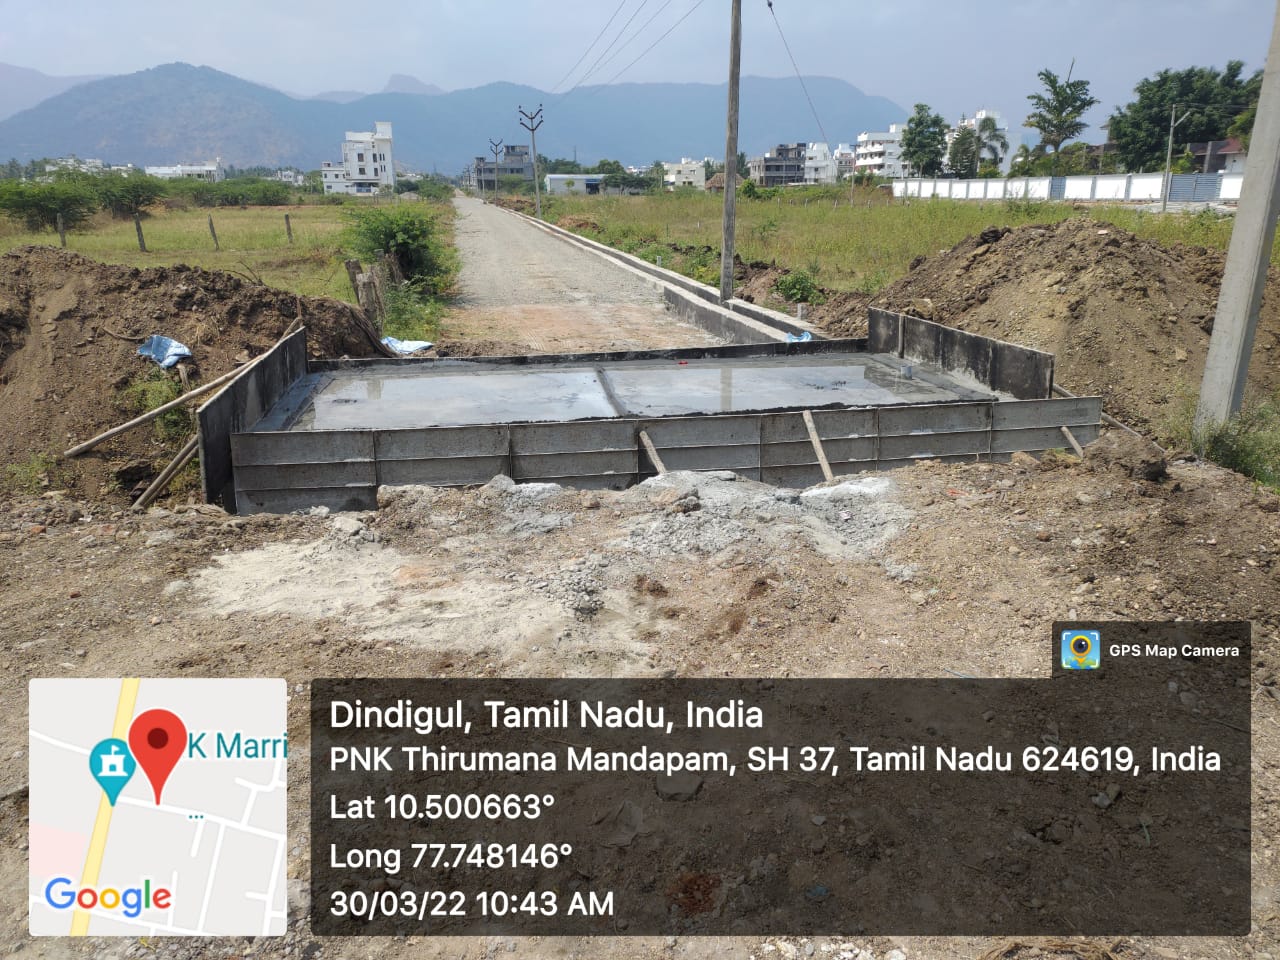 GPS Map Camera
K Marri
...
Google
Dindigul, Tamil Nadu, India
PNK Thirumana Mandapam, SH 37, Tamil Nadu 624619, India
Lat 10.500663°
Long 77.748146°
30/03/22 10:43 AM